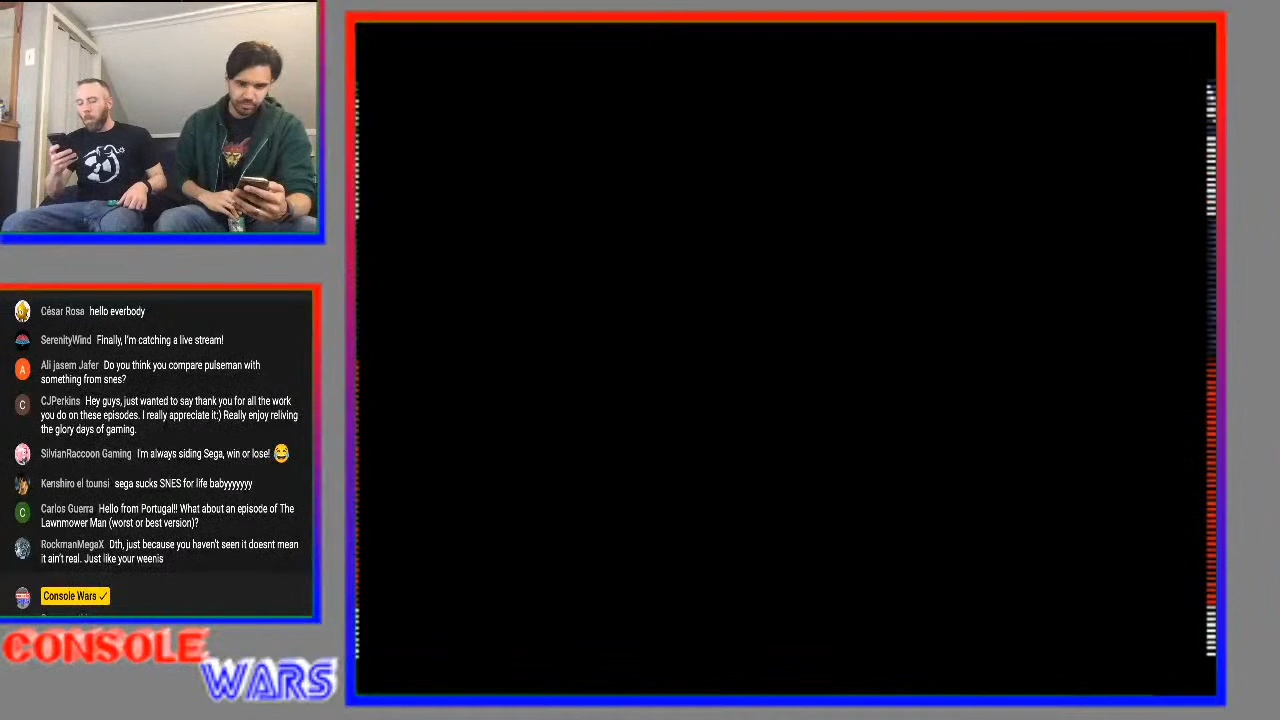 César Rosa hello everbody
SerenityWind Finally, I'm catching a live stream!
Ali jasem Jafer Do you think you compare pulseman with
something from snes?
CJPerkins Hey guys, just wanted to say thank you for all the work
you do on these episodes. I really appreciate it:) Really enjoy reliving
the glory days of gaming.
SilvianRaccoon Gaming I'm always siding Sega, win or lose! 😂
Kenshiro el tounsi sega sucks SNES for life babyyyyyy
Carlos Guerra Hello from Portugal!! What about an episode of The
Lawnmower Man (worst or best version)?
RockmanMegaX Dth, just because you haven't seen it doesnt mean
it ain't real. Just like your weenis
Console Wars ✓
CONSOLE
WARS
A
C
C